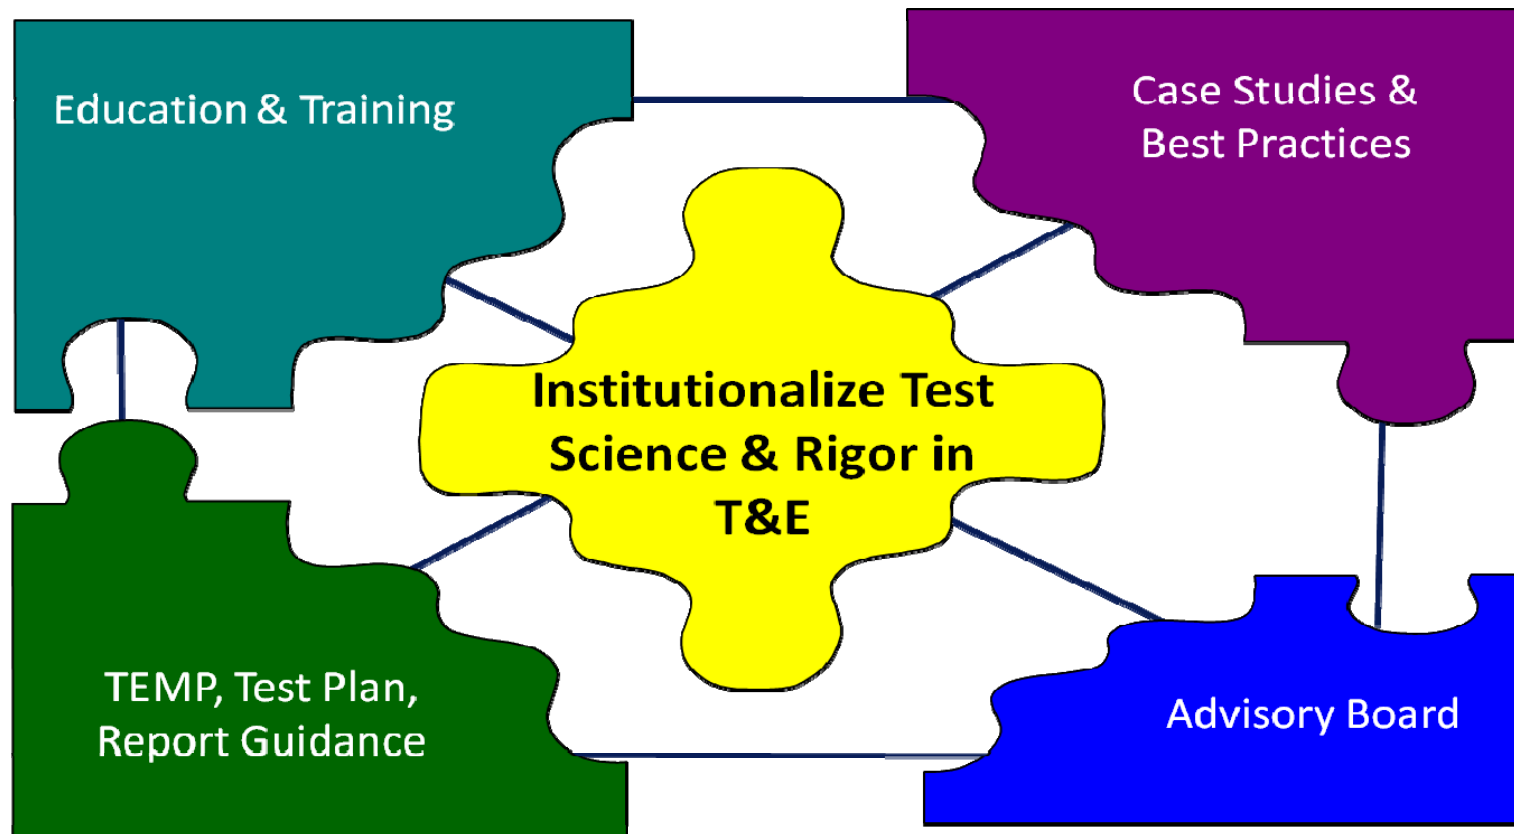 Education & Training
Case Studies &
Best Practices
Institutionalize Test
Science & Rigor in
T&E
TEMP, Test Plan,
Report Guidance
Advisory Board